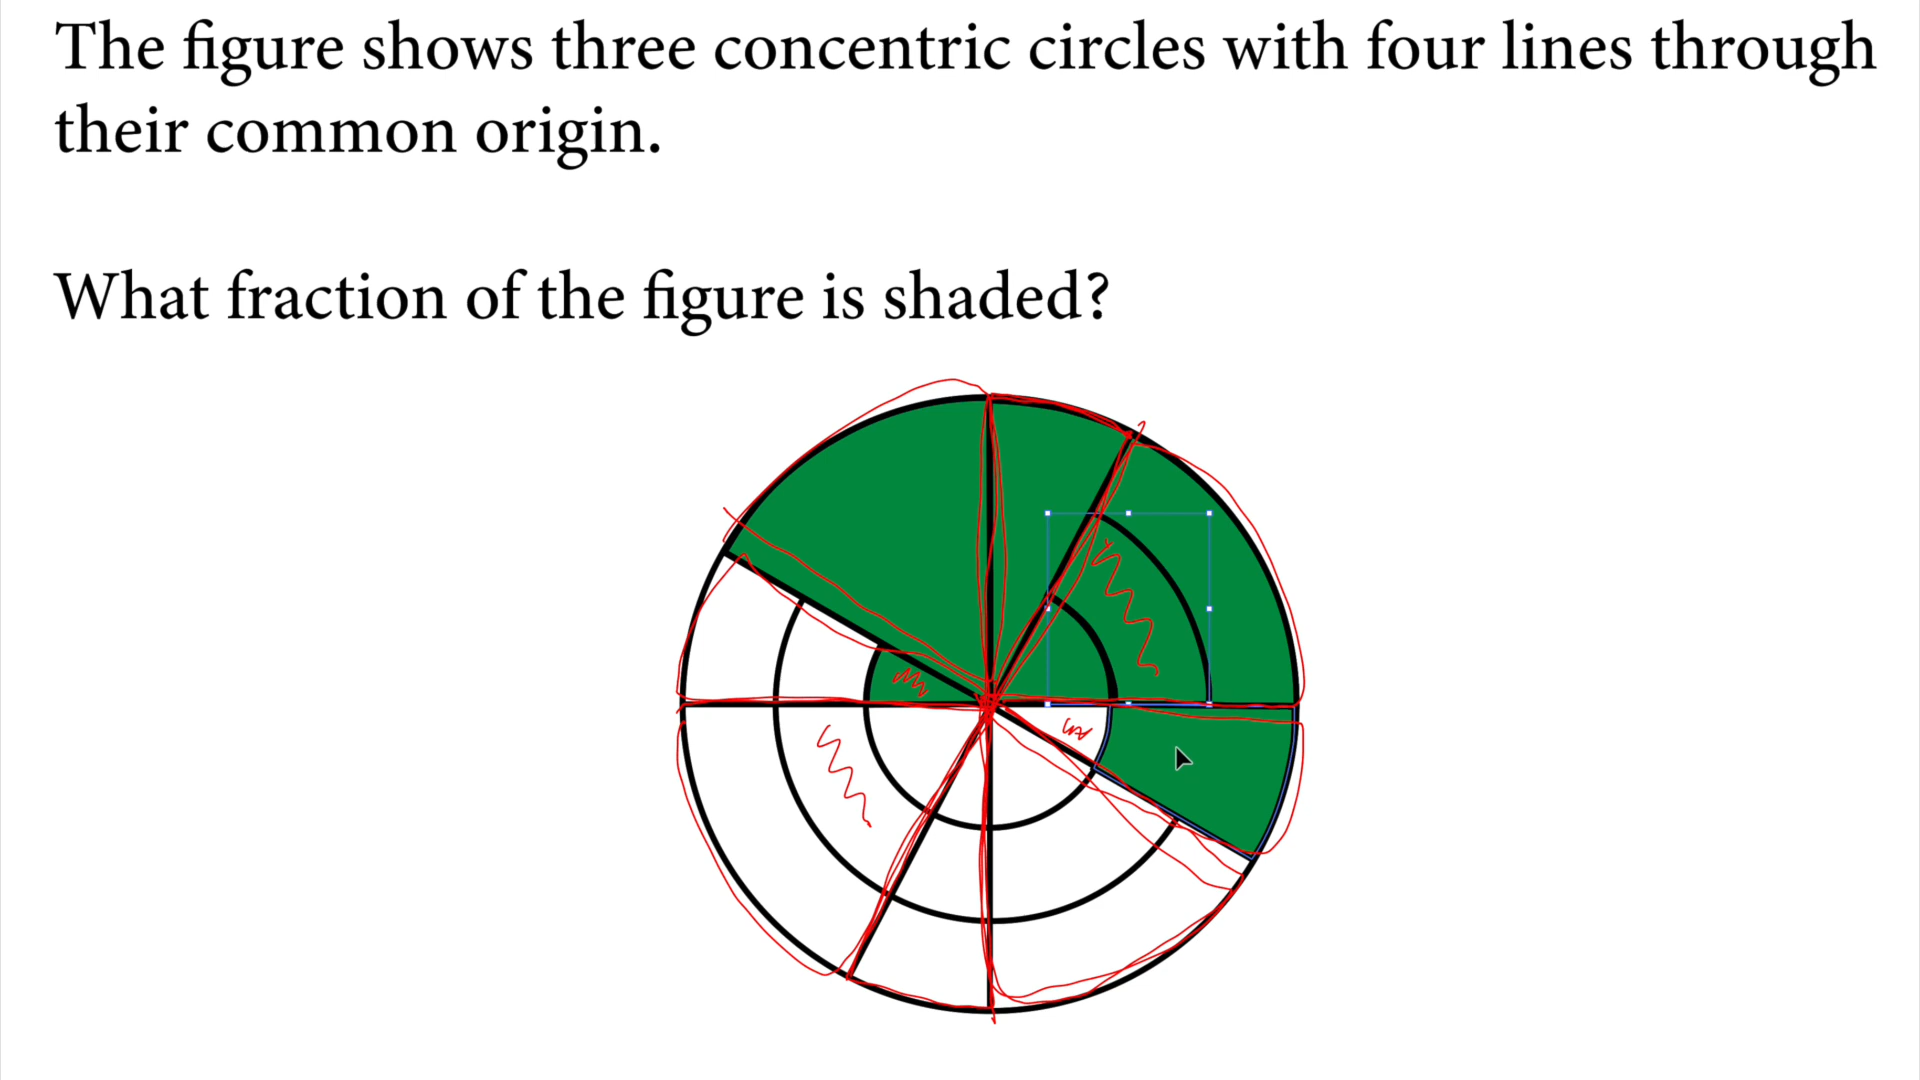 The figure shows three concentric circles with four lines through
their common origin.
What fraction of the figure is shaded?